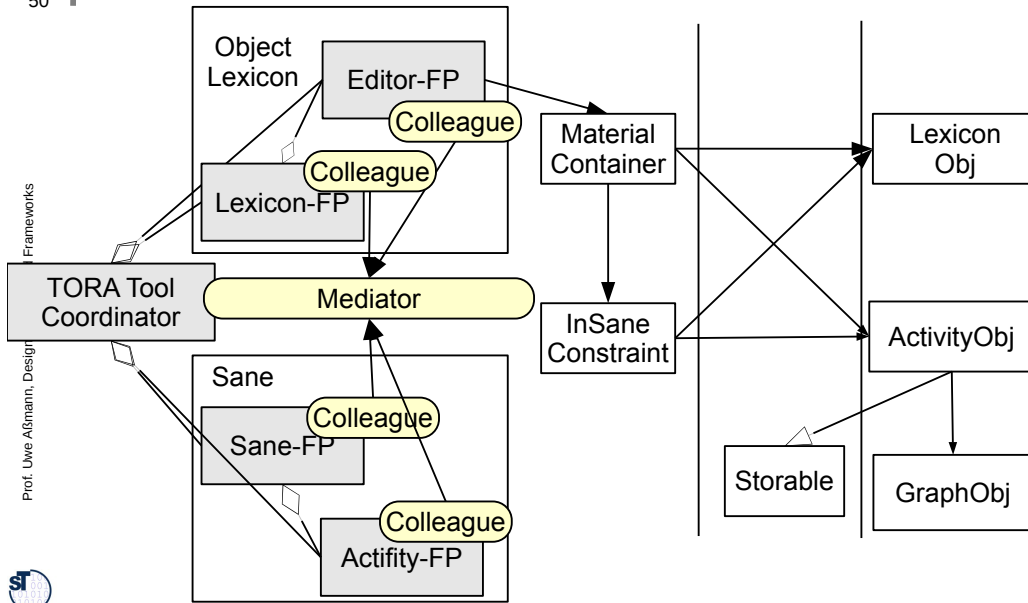 50
Object
Lexicon
Editor-FP
Colleague
Colleague
Lexicon-FP
Material
Container
Lexicon
Obj
TORA Tool
Coordinator
Mediator
InSane
Constraint
ActivityObj
Sane
Colleague
Sane-FP
Storable
GraphObj
Colleague
Actifity-FP
Prof. Uwe Aßmann, Design
Frameworks
ST